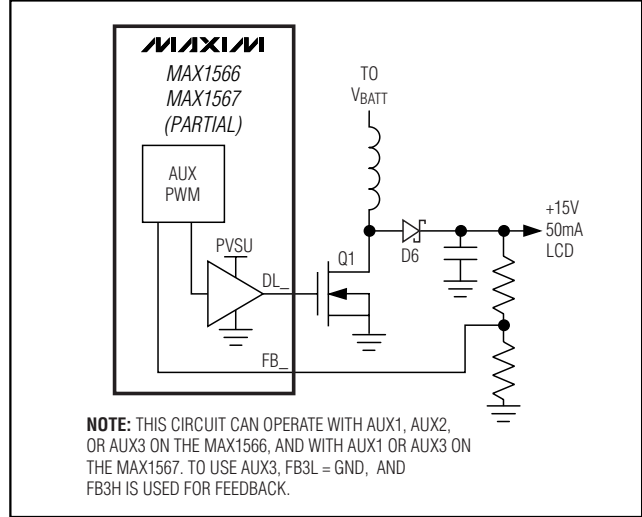 MAXIM
MAX1566
MAX1567
(PARTIAL)
TO
VBATT
AUX
PWM
PVSU
DL_
Q1
D6
+15V
50mA
LCD
FB_
NOTE: THIS CIRCUIT CAN OPERATE WITH AUX1, AUX2,
OR AUX3 ON THE MAX1566, AND WITH AUX1 OR AUX3 ON
THE MAX1567. TO USE AUX3, FB3L = GND, AND
FB3H IS USED FOR FEEDBACK.